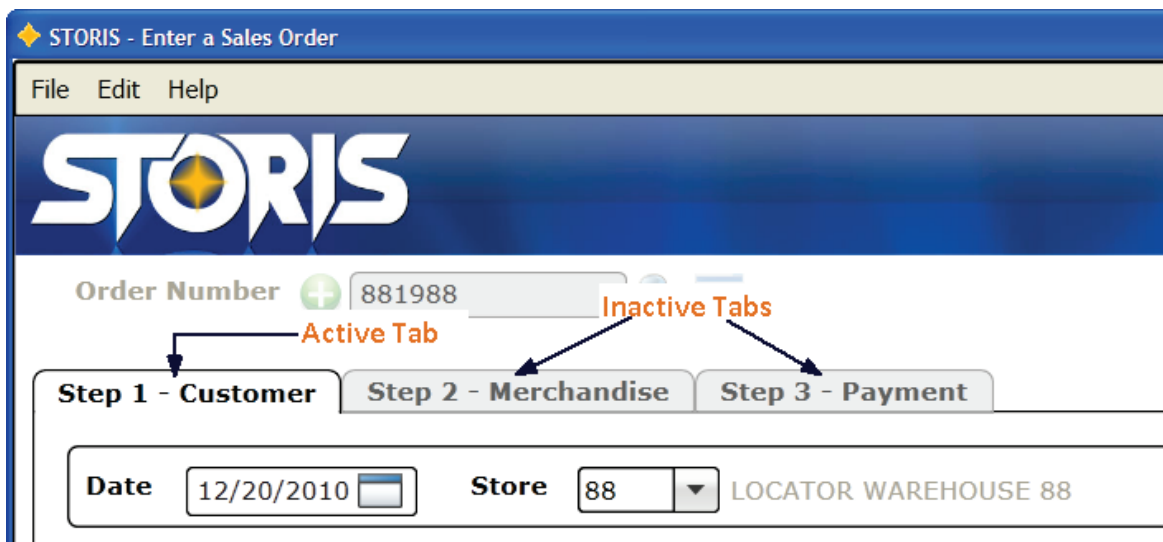 STORIS - Enter a Sales Order
File Edit Help
STORIS
Order Number 881988
Inactive Tabs
Active Tab
Step 1 - Customer Step 2 - Merchandise Step 3 - Payment
Date 12/20/2010 Store 88 LOCATOR WAREHOUSE 88